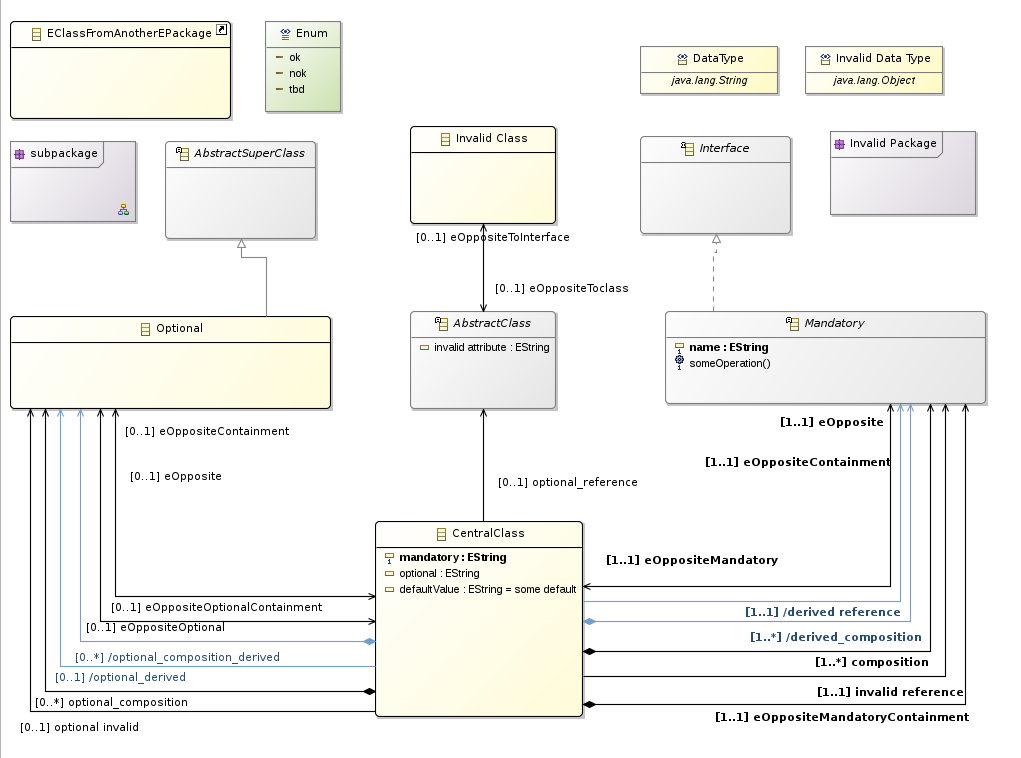 EClassFromAnotherEPackage
Enum
ok
nok
tbd
DataType
java.lang.String
Invalid Data Type
java.lang.Object
subpackage
AbstractSuperClass
Invalid Class
Interface
Invalid Package
[0..1] eOppositeToInterface
[0..1] eOppositeToclass
Optional
AbstractClass
invalid attribute : EString
Mandatory
name : EString
someOperation()
[0..1] eOppositeContainment
[0..1] eOpposite
[1..1] eOpposite
[1..1] eOppositeContainment
[0..1] optional_reference
CentralClass
mandatory : EString
optional : EString
defaultValue : EString = some default
[1..1] eOppositeMandatory
[0..1] eOppositeOptionalContainment
[0..1] eOppositeOptional
[0..*] /optional_composition_derived
[0..1] /optional_derived
[0..*] optional_composition
[0..1] optional invalid
[1..1] /derived reference
[1..*] /derived_composition
[1..*] composition
[1..1] invalid reference
[1..1] eOppositeMandatoryContainment